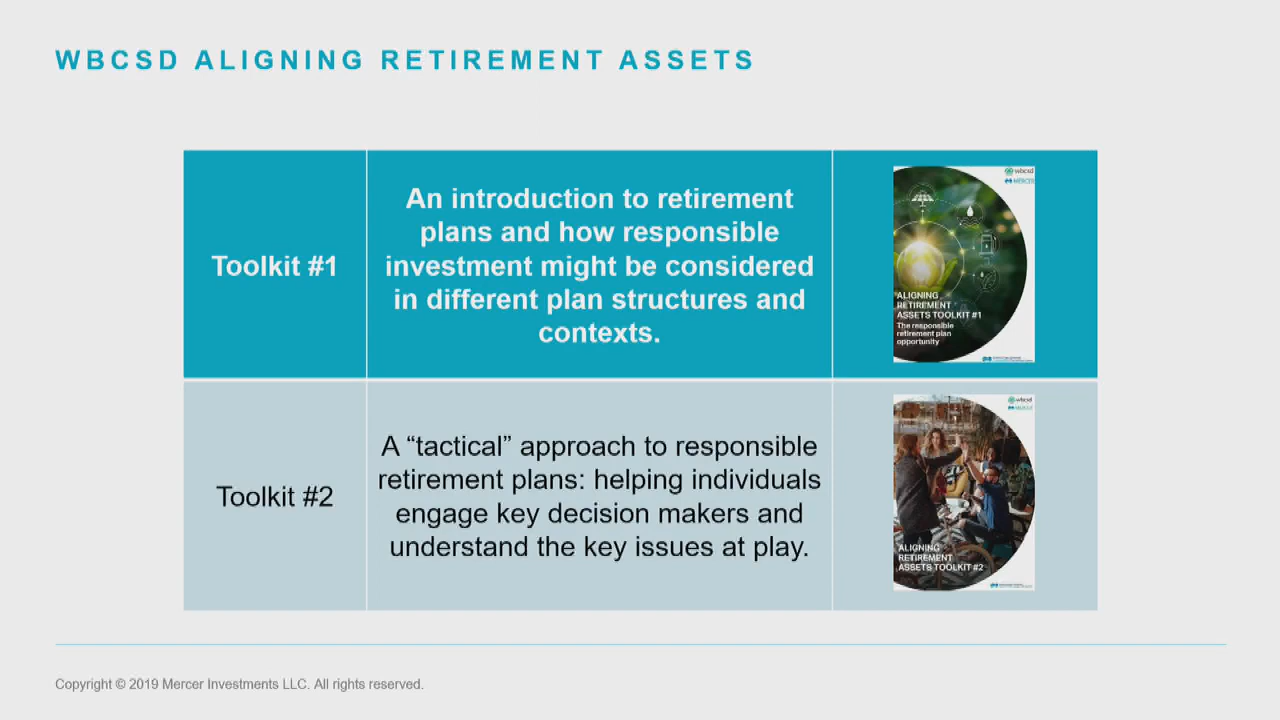 WBCSD ALIGNING RETIREMENT ASSETS
Toolkit #1
An introduction to retirement
plans and how responsible
investment might be considered
in different plan structures and
contexts.
wbcsd
MERCER
ALIGNING
RETIREMENT
ASSETS TOOLKIT #1
The responsible
retirement plan
opportunity
Toolkit #2
A “tactical” approach to responsible
retirement plans: helping individuals
engage key decision makers and
understand the key issues at play.
wbcsd
ALIGNING
RETIREMENT
ASSETS TOOLKIT #2
Copyright © 2019 Mercer Investments LLC. All rights reserved.